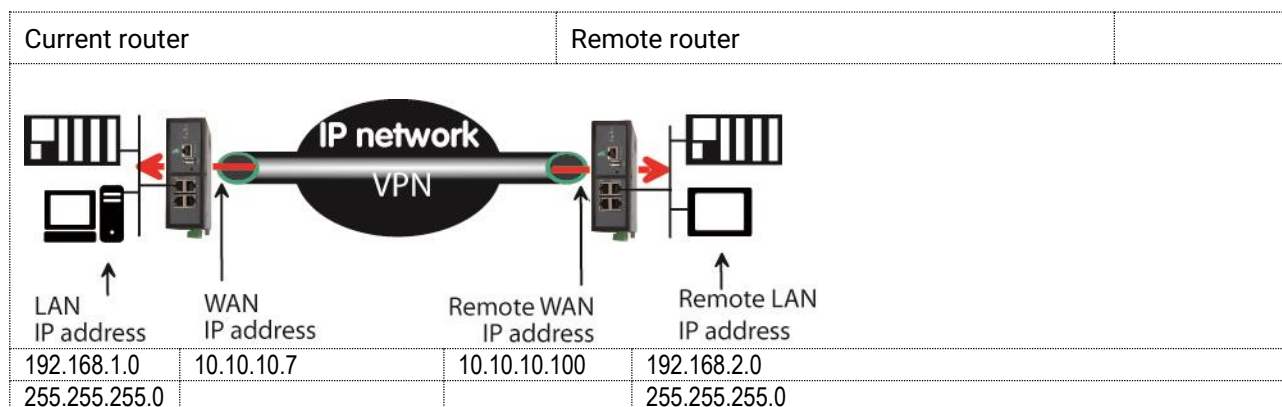 Current router
Remote router
IP network
VPN
LAN
IP address
WAN
IP address
Remote WAN
IP address
Remote LAN
IP address
192.168.1.0 10.10.10.7 10.10.10.100 192.168.2.0
255.255.255.0 255.255.255.0